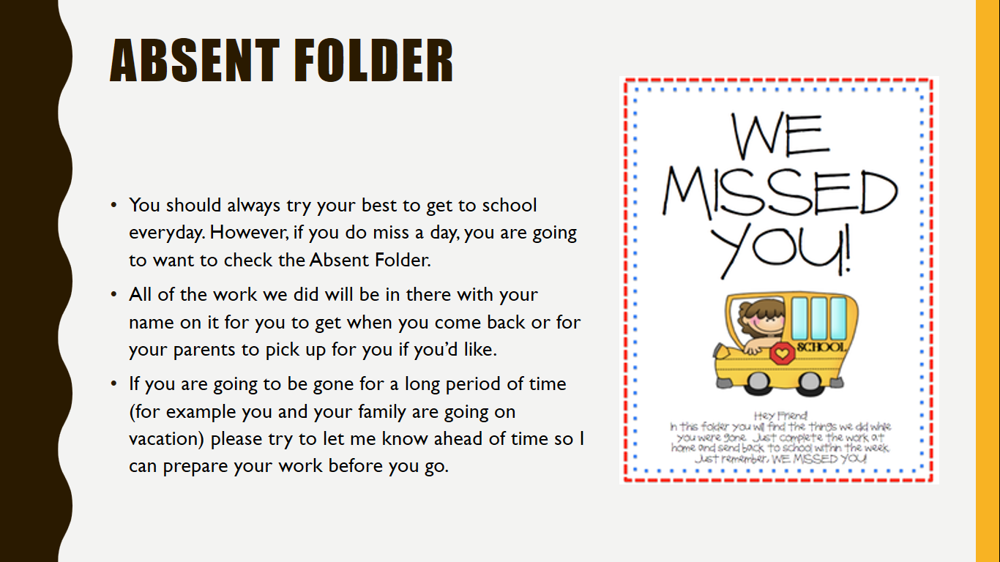 ABSENT FOLDER
• You should always try your best to get to school
everyday. However, if you do miss a day, you are going
to want to check the Absent Folder.
• All of the work we did will be in there with your
name on it for you to get when you come back or for
your parents to pick up for you if you’d like.
• If you are going to be gone for a long period of time
(for example you and your family are going on
vacation) please try to let me know ahead of time so I
can prepare your work before you go.
WE
MISSED
YOU!
SCHOOL
Hey Friend!
In this folder you will find the things we did while
you were gone. Just complete the work at
home and send back to school within the week.
Just remember, WE MISSED YOU!